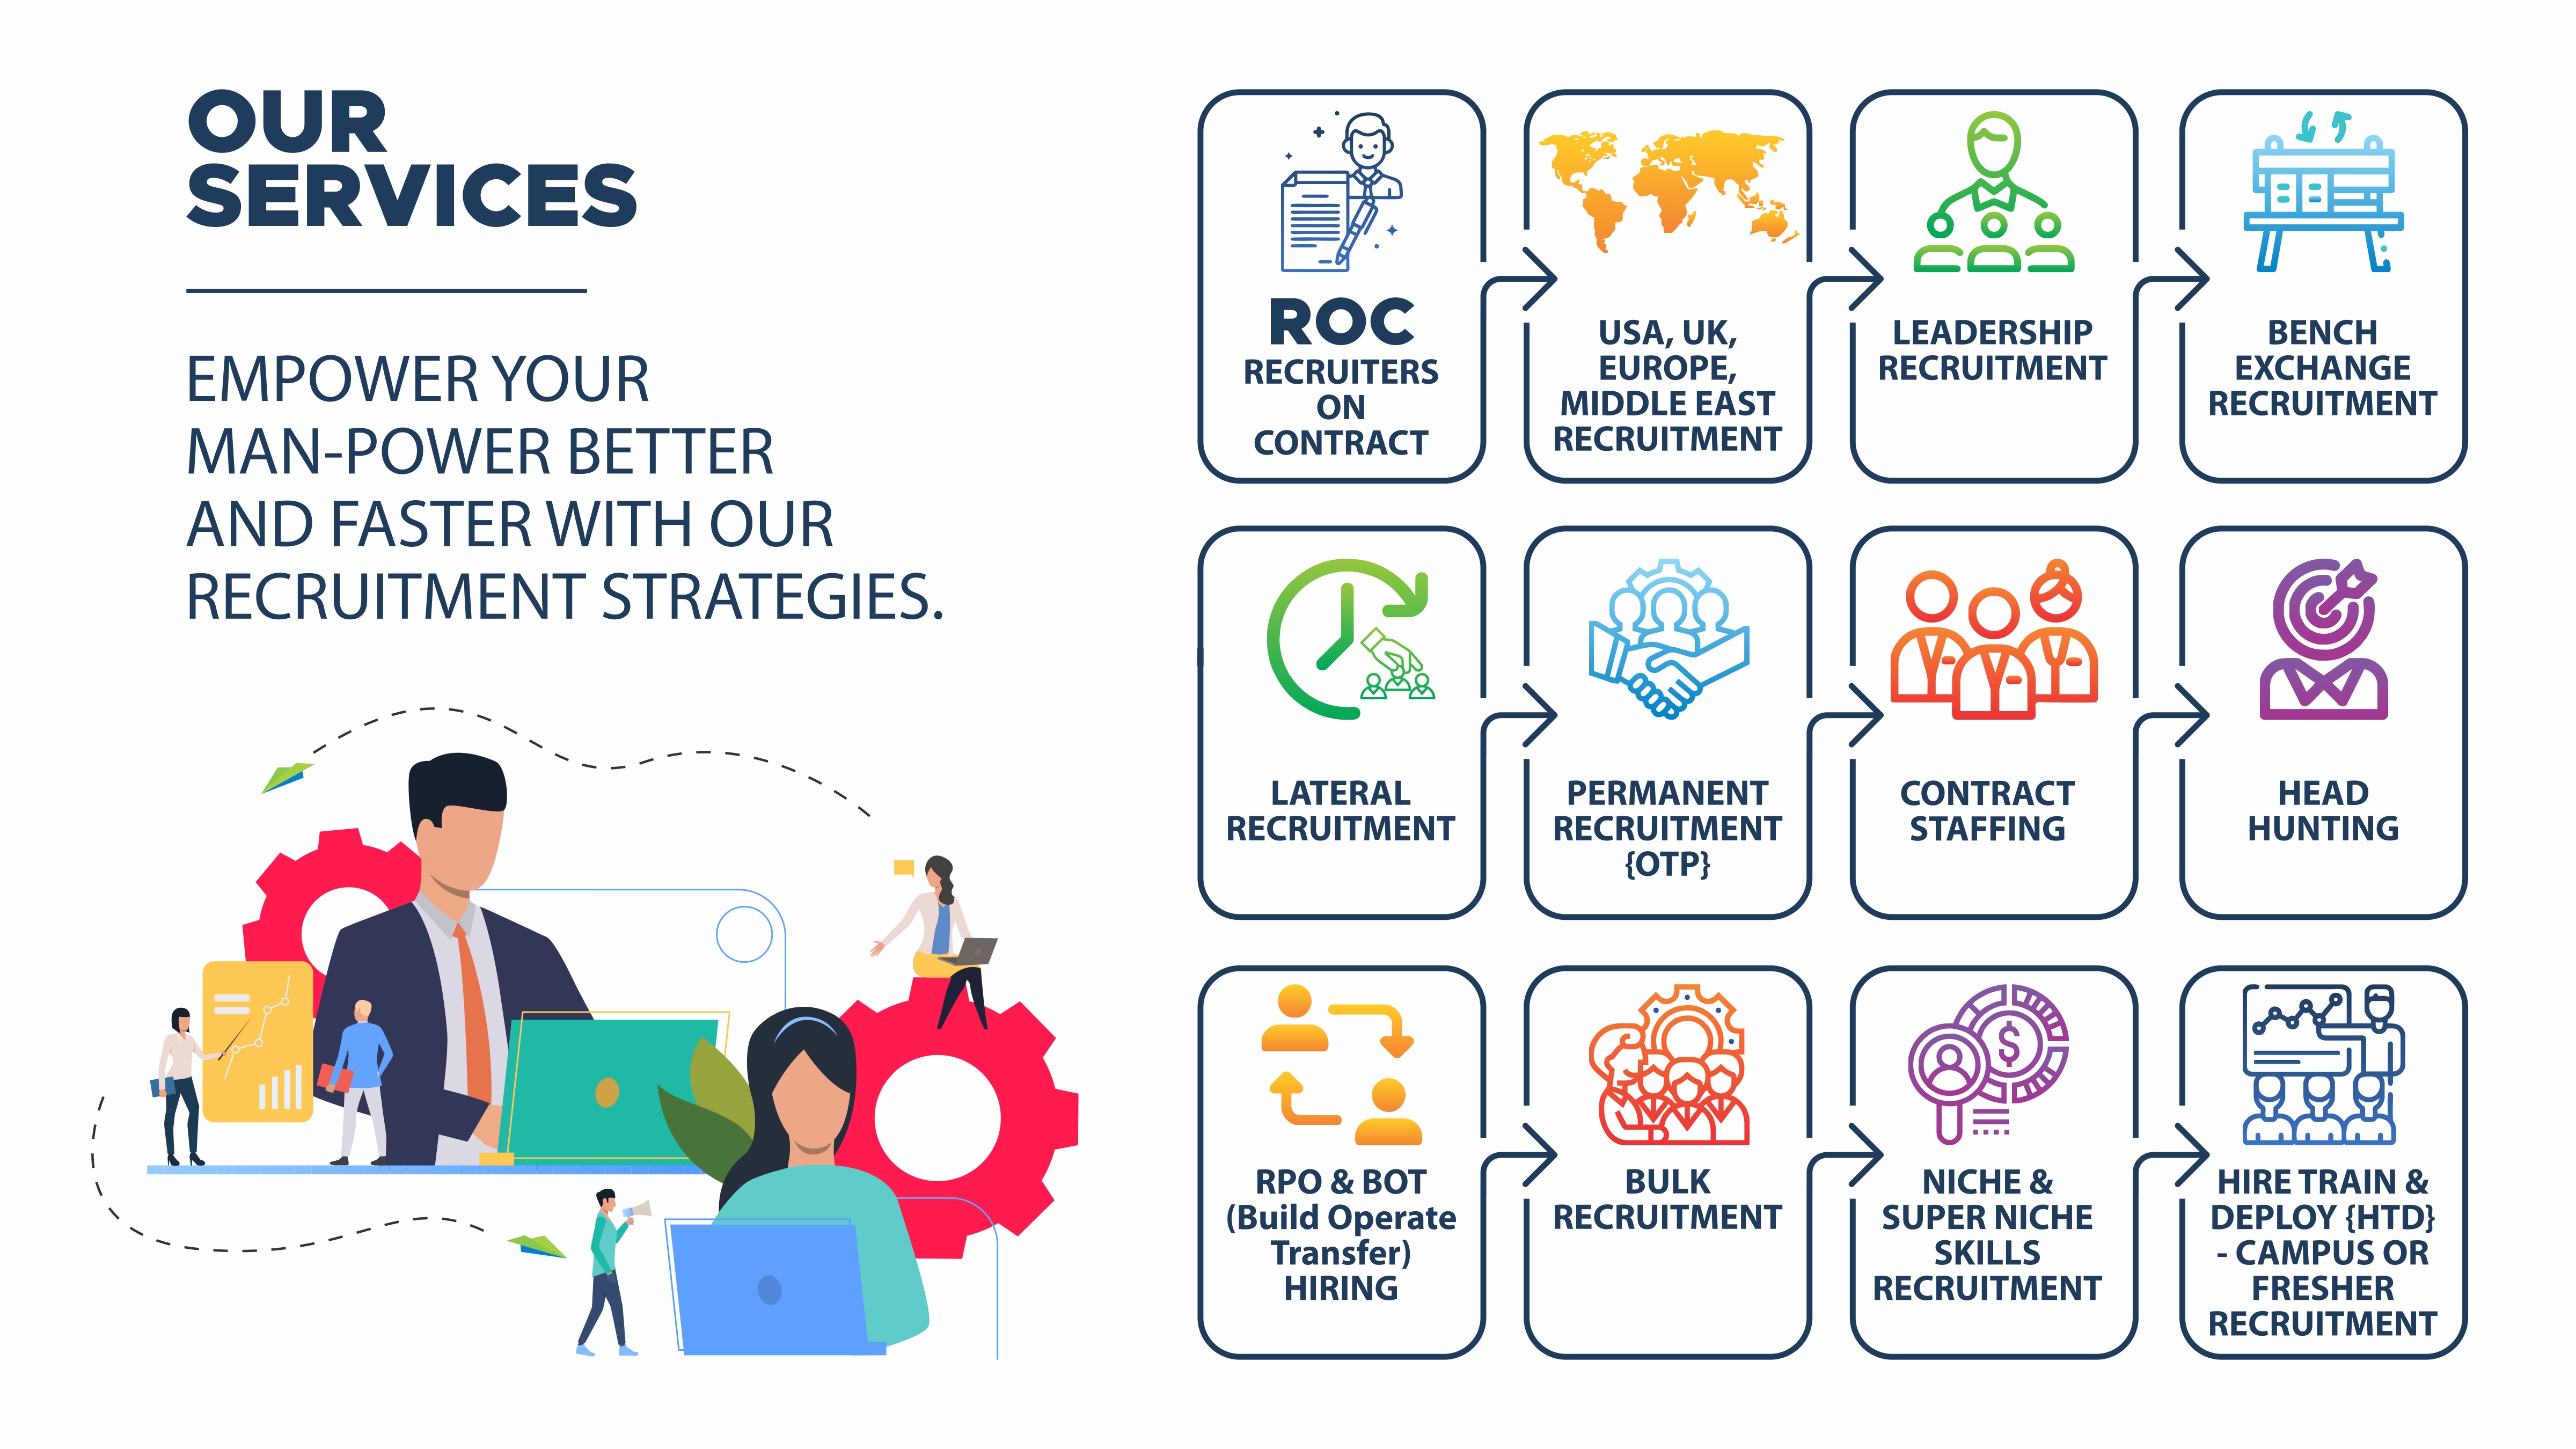 OUR
SERVICES
EMPOWER YOUR
MAN-POWER BETTER
AND FASTER WITH OUR
RECRUITMENT STRATEGIES.
ROC
RECRUITERS
ON
CONTRACT
USA, UK,
EUROPE,
MIDDLE EAST
RECRUITMENT
LEADERSHIP
RECRUITMENT
BENCH
EXCHANGE
RECRUITMENT
LATERAL
RECRUITMENT
PERMANENT
RECRUITMENT
{OTP}
CONTRACT
STAFFING
HEAD
HUNTING
RPO & BOT
(Build Operate
Transfer)
HIRING
BULK
RECRUITMENT
$
NICHE &
SUPER NICHE
SKILLS
RECRUITMENT
HIRE TRAIN &
DEPLOY {HTD}
- CAMPUS OR
FRESHER
RECRUITMENT